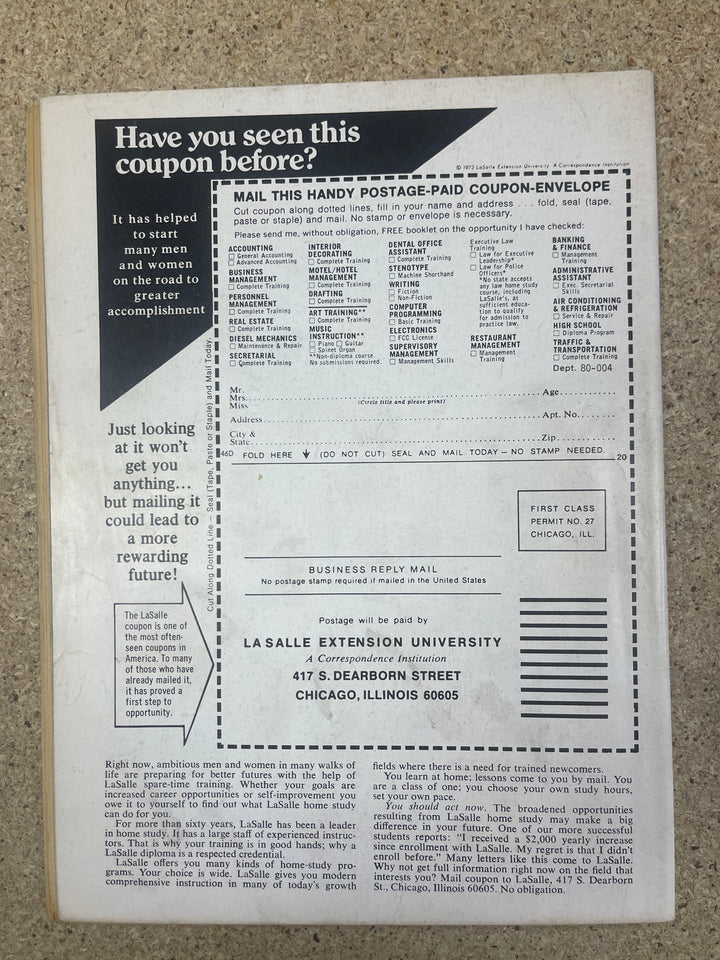 Have you seen this
coupon before?
© 1972 LaSalle Extension University A Correspondence Institution
It has helped
to start
many men
and women
on the road to
greater
accomplishment
Just looking
at it won't
get you
anything...
but mailing it
could lead to
a more
rewarding
future!
The LaSalle
coupon is one of
the most often-
seen coupons in
America. To many
of those who have
already mailed it,
it has proved a
first step to
opportunity.
Cut Along Dotted Line – Seal (Tape, Paste or Staple) and Mail Today.
MAIL THIS HANDY POSTAGE-PAID COUPON-ENVELOPE
Cut coupon along dotted lines, fill in your name and address . . . fold, seal (tape,
paste or staple) and mail. No stamp or envelope is necessary.
Please send me, without obligation, FREE booklet on the opportunity I have checked:
ACCOUNTING
☐ General Accounting
☐ Advanced Accounting
BUSINESS
MANAGEMENT
☐ Complete Training
PERSONNEL
MANAGEMENT
☐ Complete Training
REAL ESTATE
☐ Complete Training
DIESEL MECHANICS
☐ Maintenance & Repair
SECRETARIAL
☐ Complete Training
INTERIOR
DECORATING
☐ Complete Training
MOTEL/HOTEL
MANAGEMENT
☐ Complete Training
DRAFTING
☐ Complete Training
ART TRAINING**
☐ Complete Training
MUSIC
INSTRUCTION**
☐ Piano ☐ Guitar
☐ Spinet Organ
**Non-diploma course.
No submissions required.
DENTAL OFFICE
ASSISTANT
☐ Complete Training
STENOTYPE
☐ Machine Shorthand
WRITING
☐ Fiction
☐ Non-Fiction
COMPUTER
PROGRAMMING
☐ Basic Training
ELECTRONICS
☐ FCC License
SUPERVISORY
MANAGEMENT
☐ Management Skills
Executive Law
Training
☐ Law for Executive
Leadership*
☐ Law for Police
Officers*
*No state accepts
any law home study
course, including
LaSalle's, as
sufficient educa-
tion to qualify
for admission to
practice law.
RESTAURANT
MANAGEMENT
☐ Management
Training
BANKING
& FINANCE
☐ Management
Training
ADMINISTRATIVE
ASSISTANT
☐ Exec. Secretarial
Skills
AIR CONDITIONING
& REFRIGERATION
☐ Service & Repair
HIGH SCHOOL
☐ Diploma Program
TRAFFIC &
TRANSPORTATION
☐ Complete Training
Dept. 80-004
Mr.
Mrs. Age
Miss (Circle title and please print)
Address Apt. No.
City &
State Zip
46D FOLD HERE ↓ (DO NOT CUT) SEAL AND MAIL TODAY – NO STAMP NEEDED. 20
FIRST CLASS
PERMIT NO. 27
CHICAGO, ILL.
BUSINESS REPLY MAIL
No postage stamp required if mailed in the United States
Postage will be paid by
LA SALLE EXTENSION UNIVERSITY
A Correspondence Institution
417 S. DEARBORN STREET
CHICAGO, ILLINOIS 60605
Right now, ambitious men and women in many walks of
life are preparing for better futures with the help of
LaSalle spare-time training. Whether your goals are
increased career opportunities or self-improvement you
owe it to yourself to find out what LaSalle home study
can do for you.
For more than sixty years, LaSalle has been a leader
in home study. It has a large staff of experienced instruc-
tors. That is why your training is in good hands; why a
LaSalle diploma is a respected credential.
LaSalle offers you many kinds of home-study pro-
grams. Your choice is wide. LaSalle gives you modern
comprehensive instruction in many of today's growth
fields where there is a need for trained newcomers.
You learn at home; lessons come to you by mail. You
are a class of one; you choose your own study hours,
set your own pace.
You should act now. The broadened opportunities
resulting from LaSalle home study may make a big
difference in your future. One of our more successful
students reports: "I received a $2,000 yearly increase
since enrollment with LaSalle. My regret is that I didn't
enroll before." Many letters like this come to LaSalle.
Why not get full information right now on the field that
interests you? Mail coupon to LaSalle, 417 S. Dearborn
St., Chicago, Illinois 60605. No obligation.